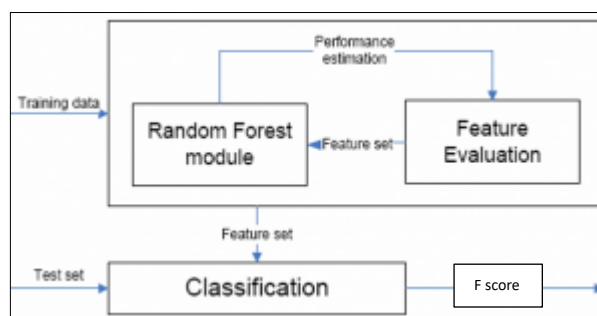 Performance
estimation
Training data
Random Forest
module
Feature set
Feature
Evaluation
Feature set
Test set
Classification
F score